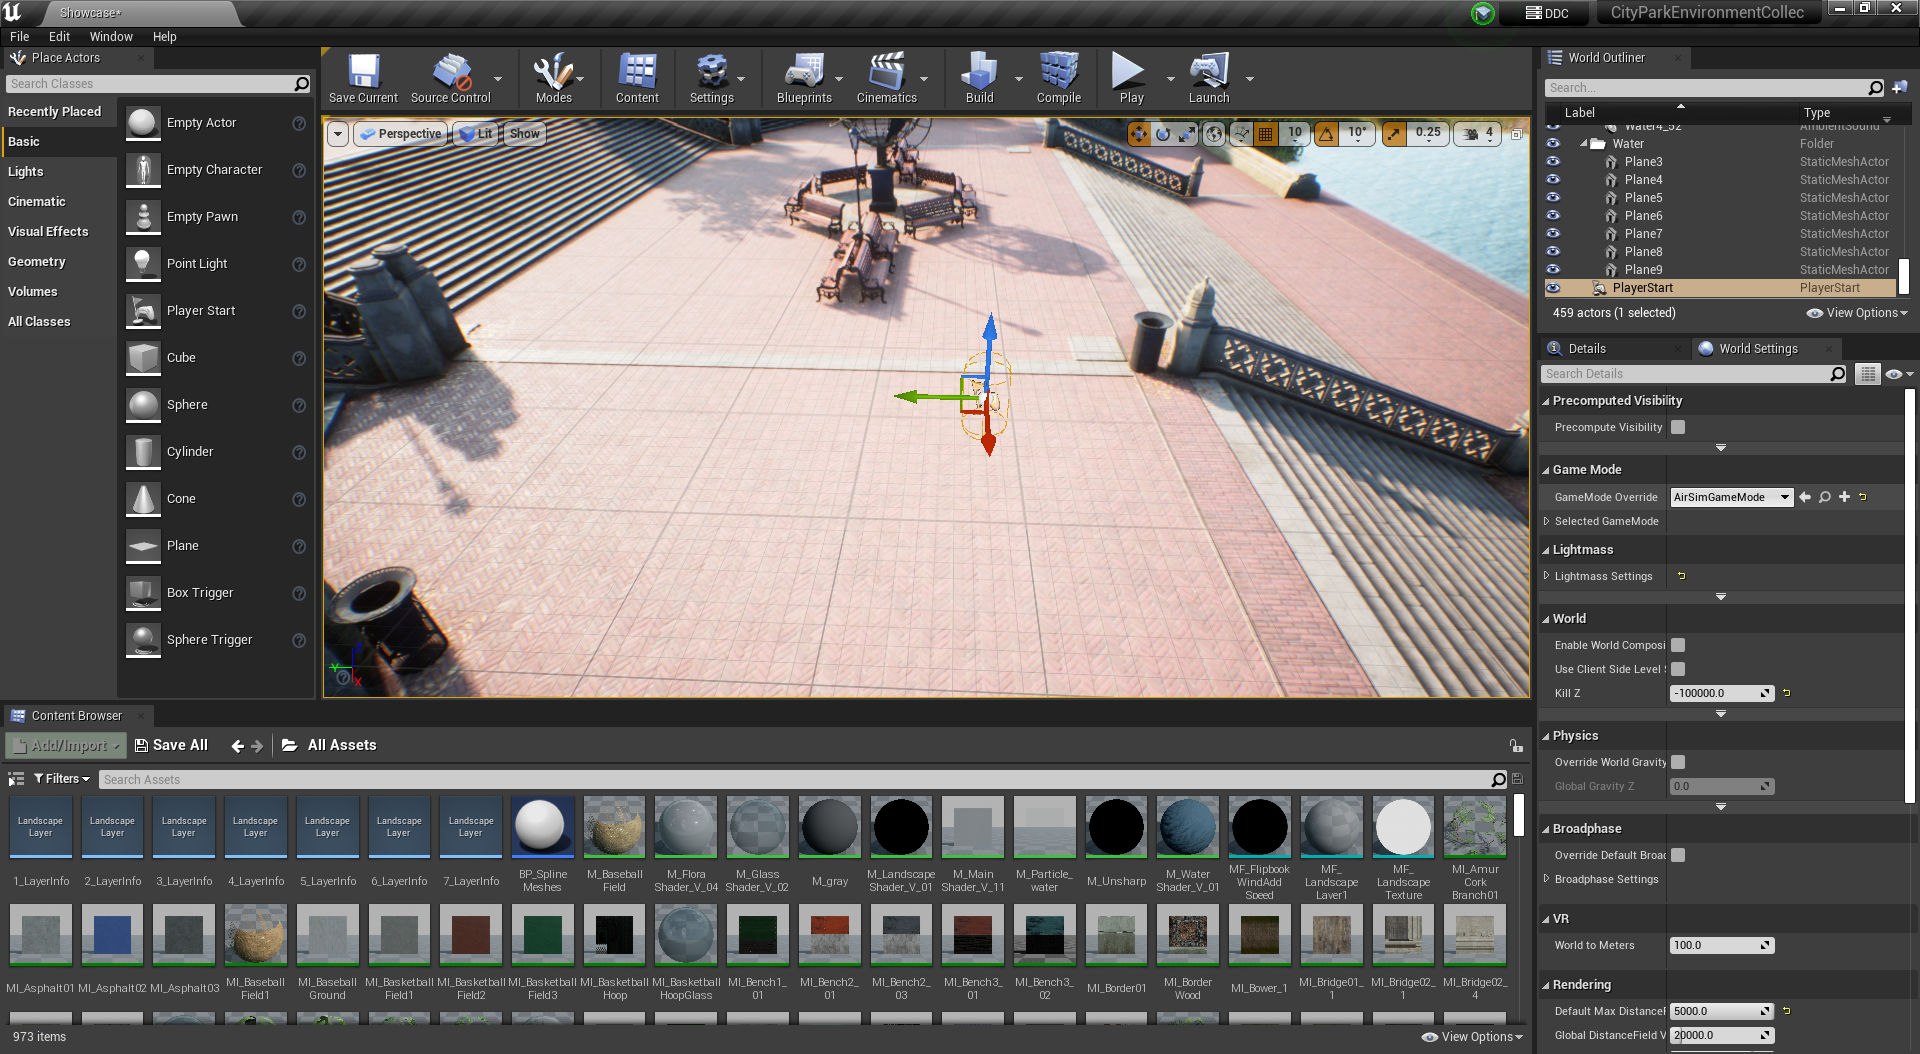 Showcase*
DDC
CityParkEnvironmentCollec
File Edit Window Help
Place Actors
Search Classes
Recently Placed
Basic
Lights
Cinematic
Visual Effects
Geometry
Volumes
All Classes
Empty Actor
Empty Character
Empty Pawn
Point Light
Player Start
Cube
Sphere
Cylinder
Cone
Plane
Box Trigger
Sphere Trigger
Save Current Source Control Modes Content Settings Blueprints Cinematics Build Compile Play Launch
Perspective Lit Show
10 10° 0.25 4
Z
Y
X
World Outliner
Search...
Label Type
Water4_52 AmbientSound
Water Folder
Plane3 StaticMeshActor
Plane4 StaticMeshActor
Plane5 StaticMeshActor
Plane6 StaticMeshActor
Plane7 StaticMeshActor
Plane8 StaticMeshActor
Plane9 StaticMeshActor
PlayerStart PlayerStart
459 actors (1 selected) View Options
Details World Settings
Search Details
Precomputed Visibility
Precompute Visibility
Game Mode
GameMode Override AirSimGameMode
Selected GameMode
Lightmass
Lightmass Settings
World
Enable World Composi
Use Client Side Level
Kill Z -100000.0
Physics
Override World Gravity
Global Gravity Z 0.0
Broadphase
Override Default Broad
Broadphase Settings
VR
World to Meters 100.0
Rendering
Default Max DistanceF 5000.0
Global DistanceField V 20000.0
Content Browser
Add/Import Save All All Assets
Filters Search Assets
Landscape Layer Landscape Layer Landscape Layer Landscape Layer Landscape Layer Landscape Layer Landscape Layer
1_LayerInfo 2_LayerInfo 3_LayerInfo 4_LayerInfo 5_LayerInfo 6_LayerInfo 7_LayerInfo BP_Spline Meshes M_Baseball Field M_Flora Shader_V_04 M_Glass Shader_V_02 M_gray M_Landscape Shader_V_01 M_Main Shader_V_11 M_Particle_ water M_Unsharp M_Water Shader_V_01 MF_Flipbook WindAdd Speed MF_ Landscape Layer1 MF_ Landscape Texture MI_Amur Cork Branch01
MI_Asphalt01 MI_Asphalt02 MI_Asphalt03 MI_Baseball Field1 MI_Baseball Ground MI_Basketball Field1 MI_Basketball Field2 MI_Basketball Field3 MI_Basketball Hoop MI_Basketball HoopGlass MI_Bench1_ 01 MI_Bench2_ 01 MI_Bench2_ 03 MI_Bench3_ 01 MI_Bench3_ 02 MI_Border01 MI_Border Wood MI_Bower_1 MI_Bridge01_ 1 MI_Bridge02_ 1 MI_Bridge02_ 4
973 items View Options